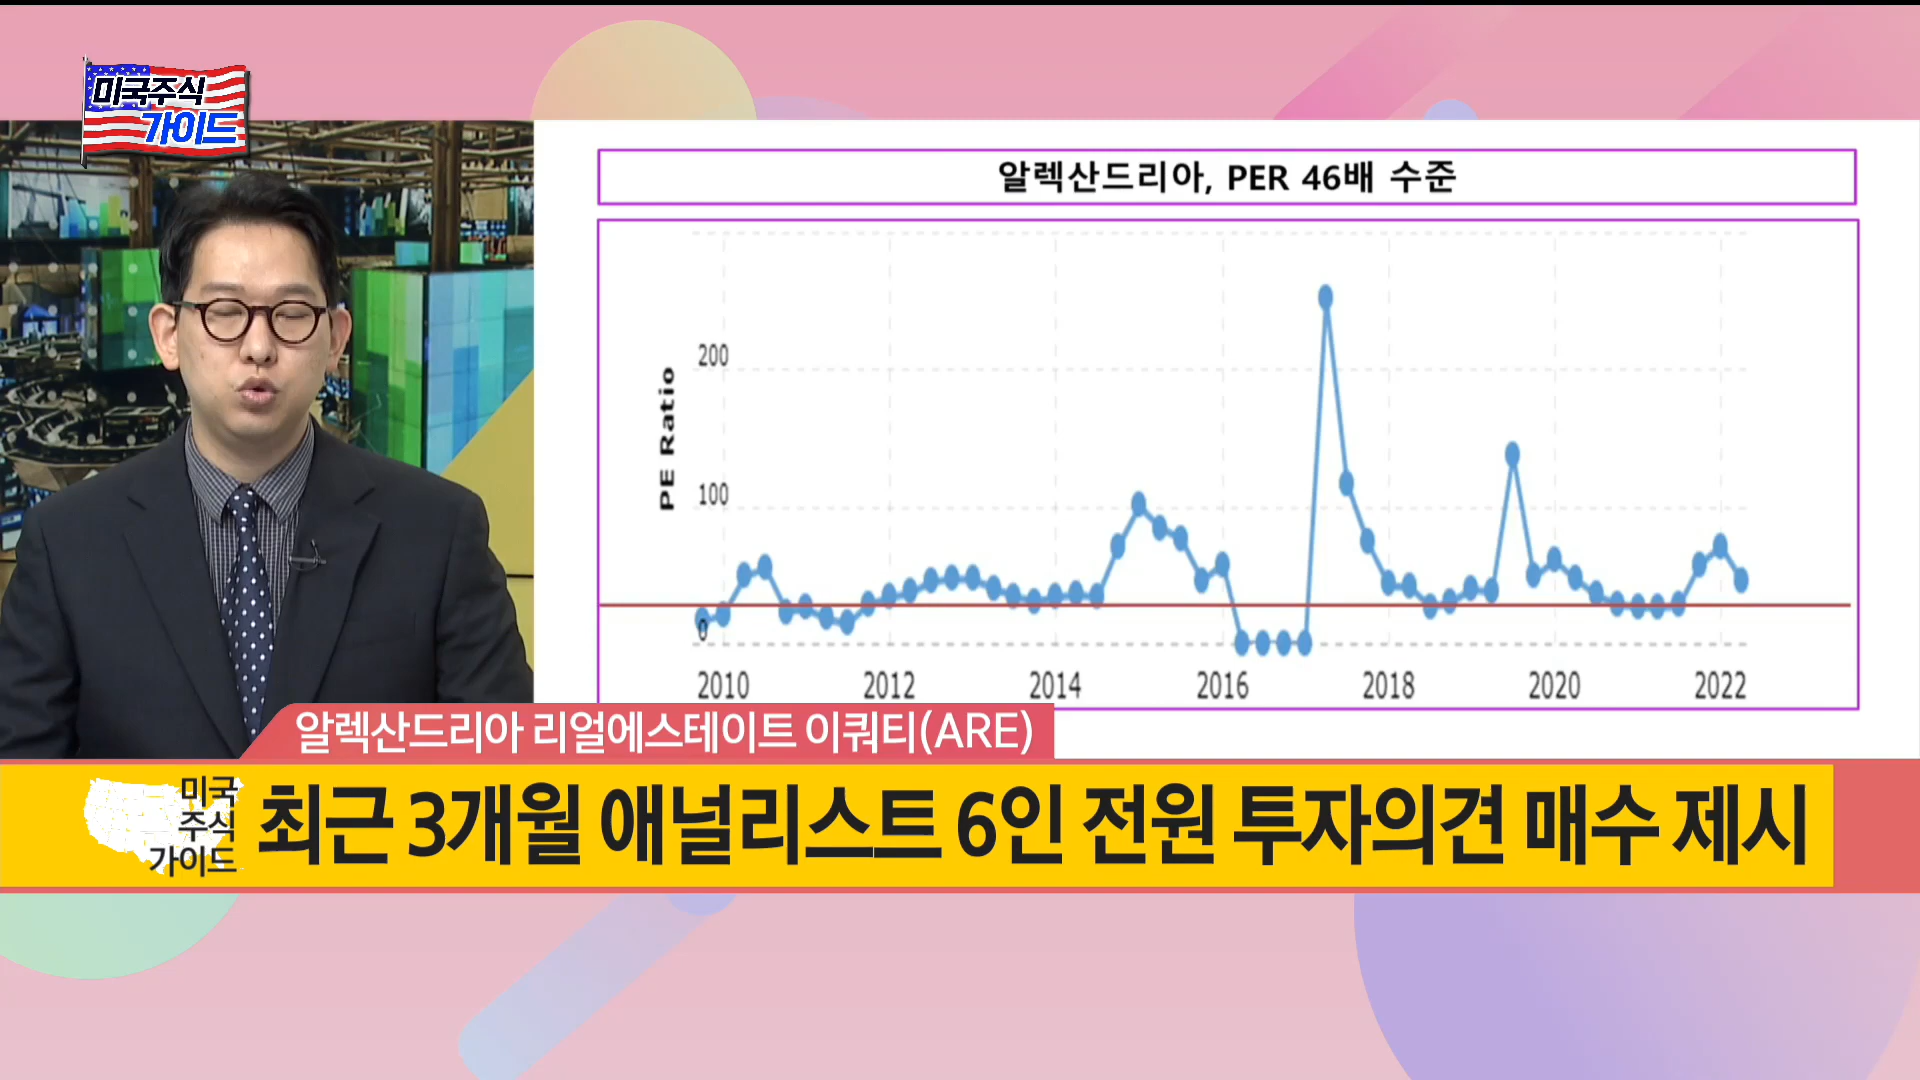 미국주식
가이드
알렉산드리아, PER 46배 수준
PE Ratio
200
100
0
2010 2012 2014 2016 2018 2020 2022
알렉산드리아 리얼에스테이트 이쿼티(ARE)
미국
주식
가이드
최근 3개월 애널리스트 6인 전원 투자의견 매수 제시